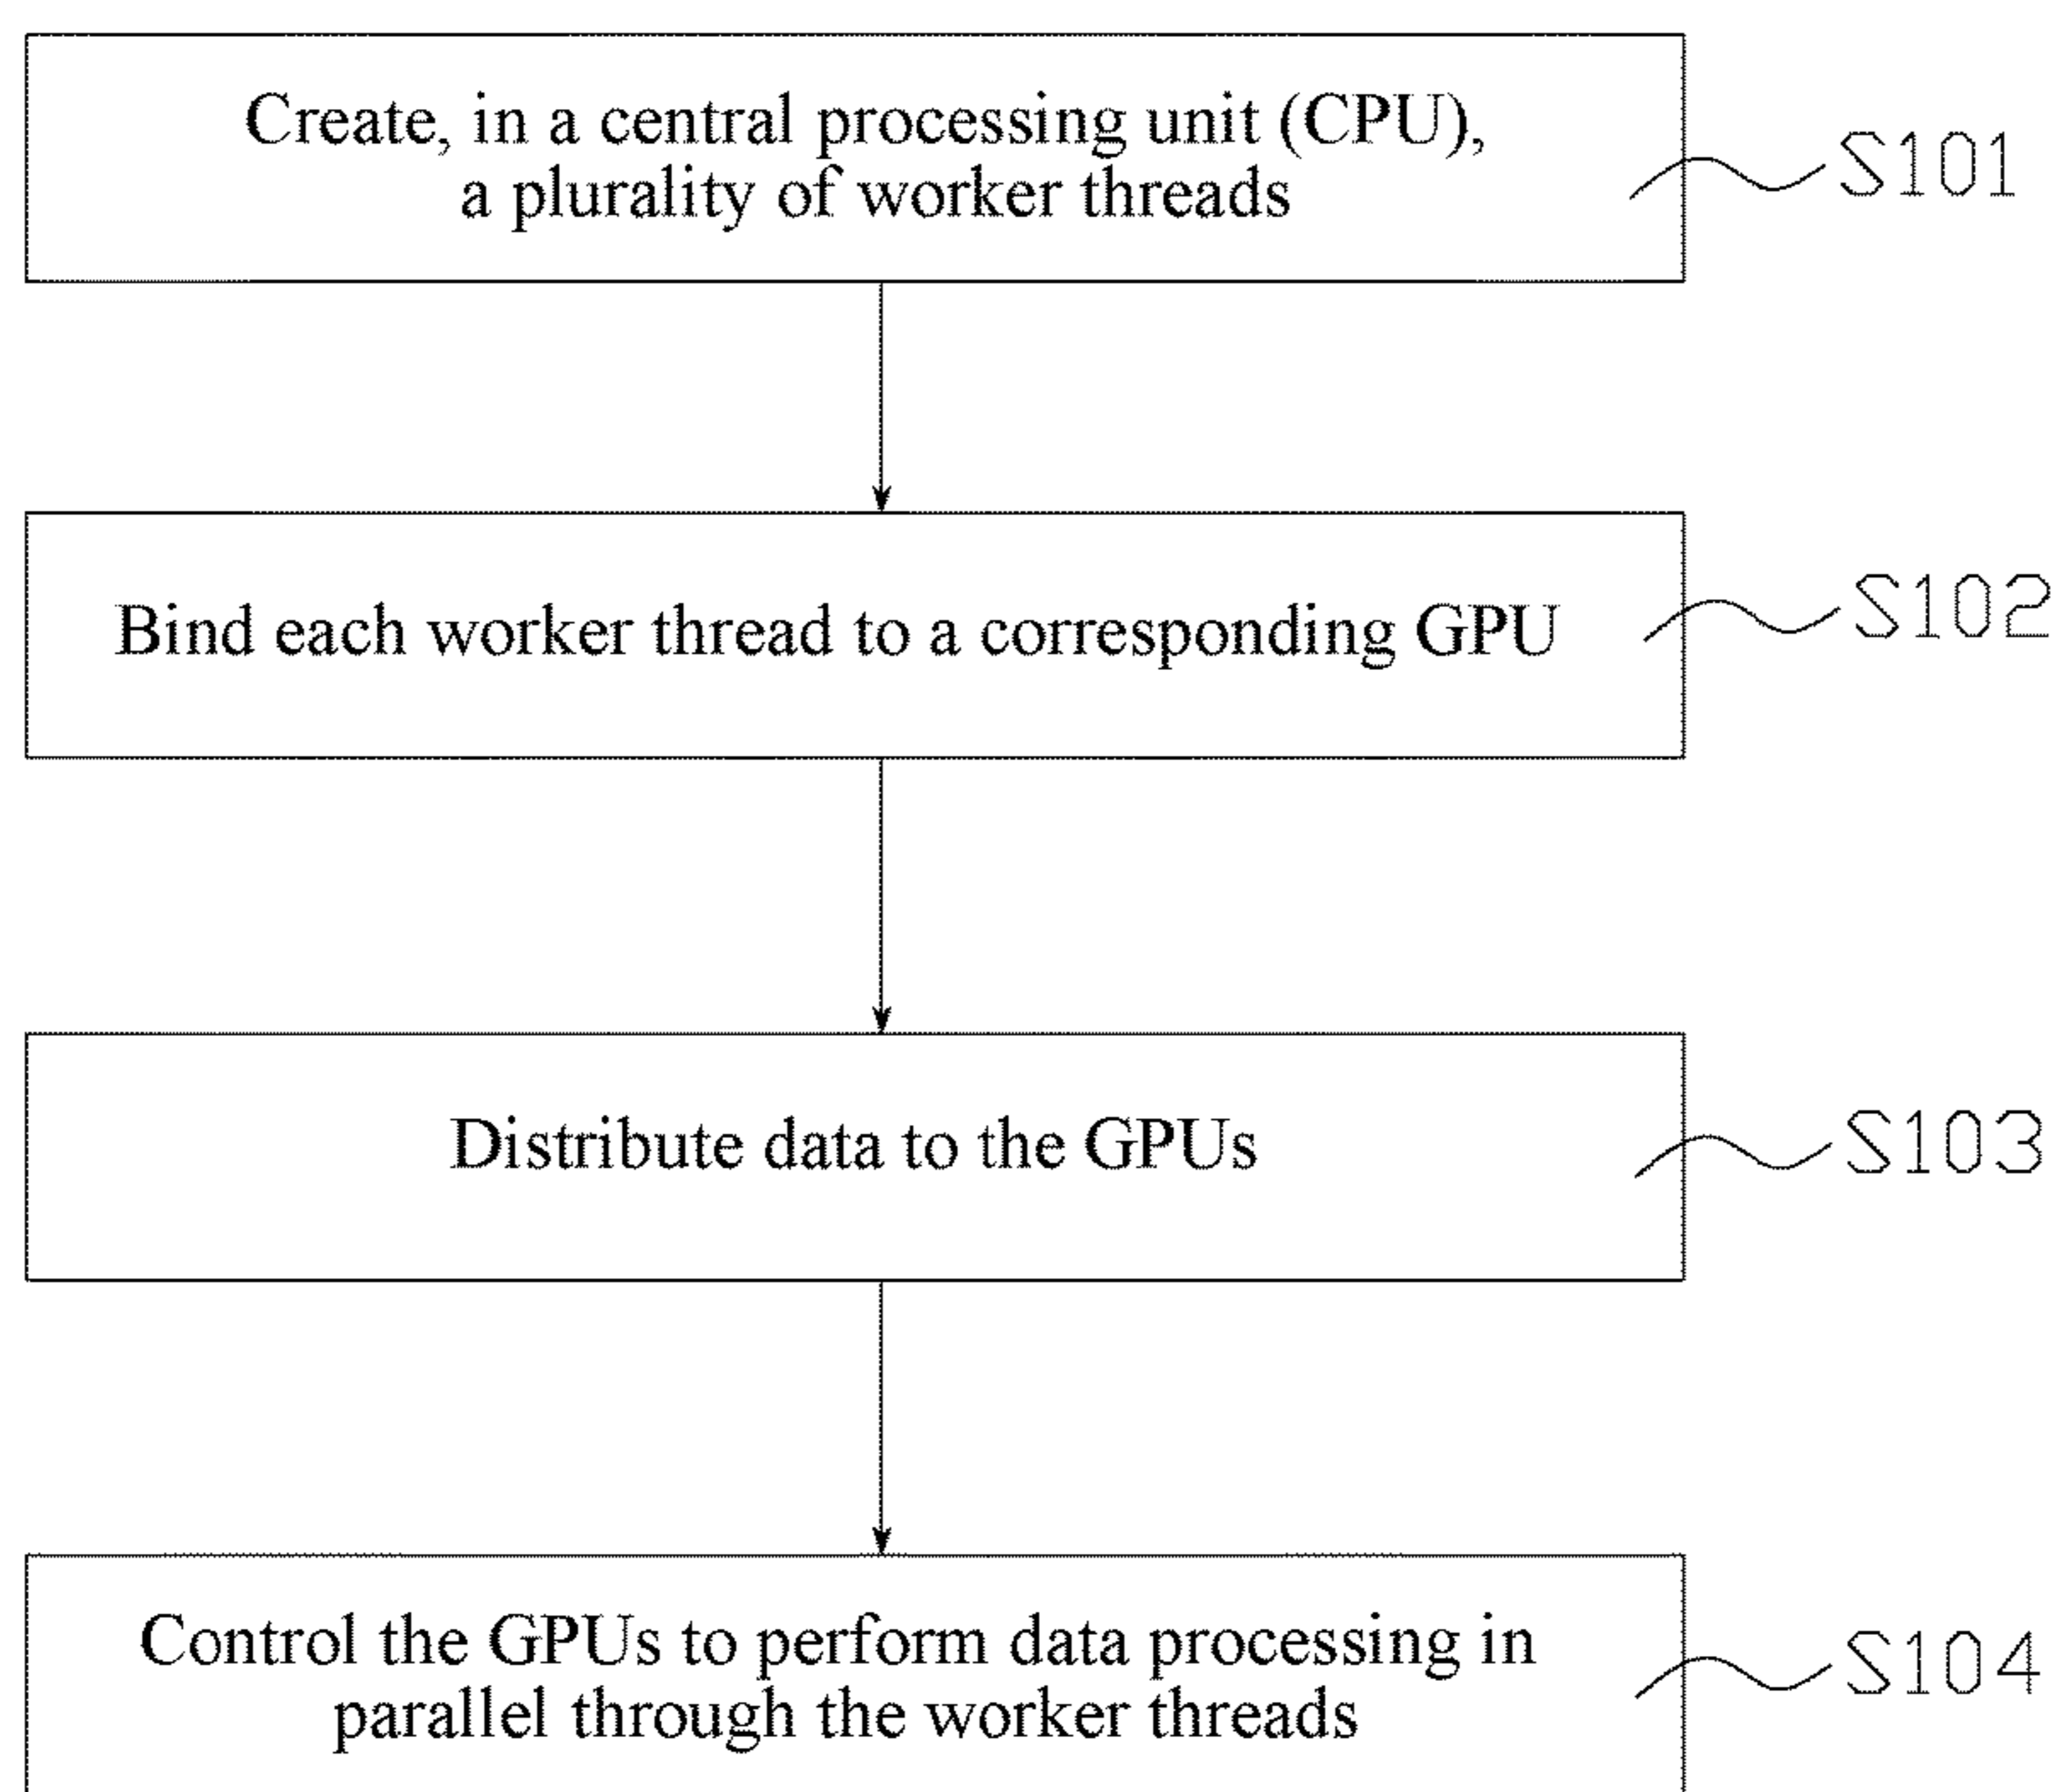 Create, in a central processing unit (CPU),
a plurality of worker threads
S101
Bind each worker thread to a corresponding GPU
S102
Distribute data to the GPUs
S103
Control the GPUs to perform data processing in
parallel through the worker threads
S104